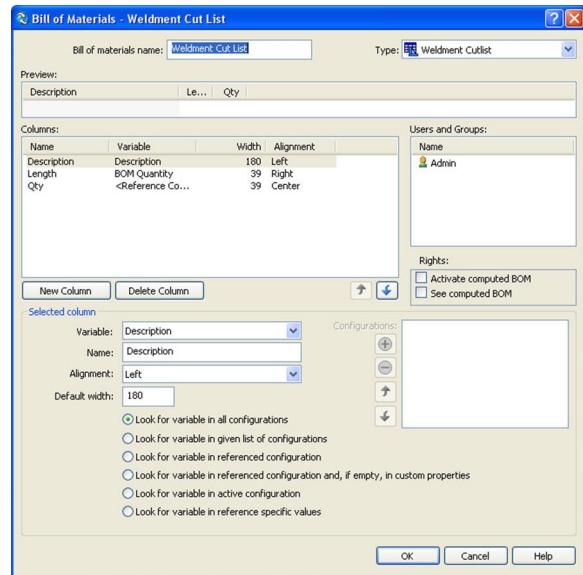 Bill of Materials - Weldment Cut List
Bill of materials name: Weldment Cut List Type: Weldment Cutlist
Preview:
Description Le... Qty
Columns: Users and Groups:
Name Variable Width Alignment Name
Description Description 180 Left Admin
Length BOM Quantity 39 Right
Qty <Reference Co... 39 Center
Rights:
Activate computed BOM
New Column Delete Column See computed BOM
Selected column
Variable: Description Configurations:
Name: Description
Alignment: Left
Default width: 180
Look for variable in all configurations
Look for variable in given list of configurations
Look for variable in referenced configuration
Look for variable in referenced configuration and, if empty, in custom properties
Look for variable in active configuration
Look for variable in reference specific values
OK Cancel Help